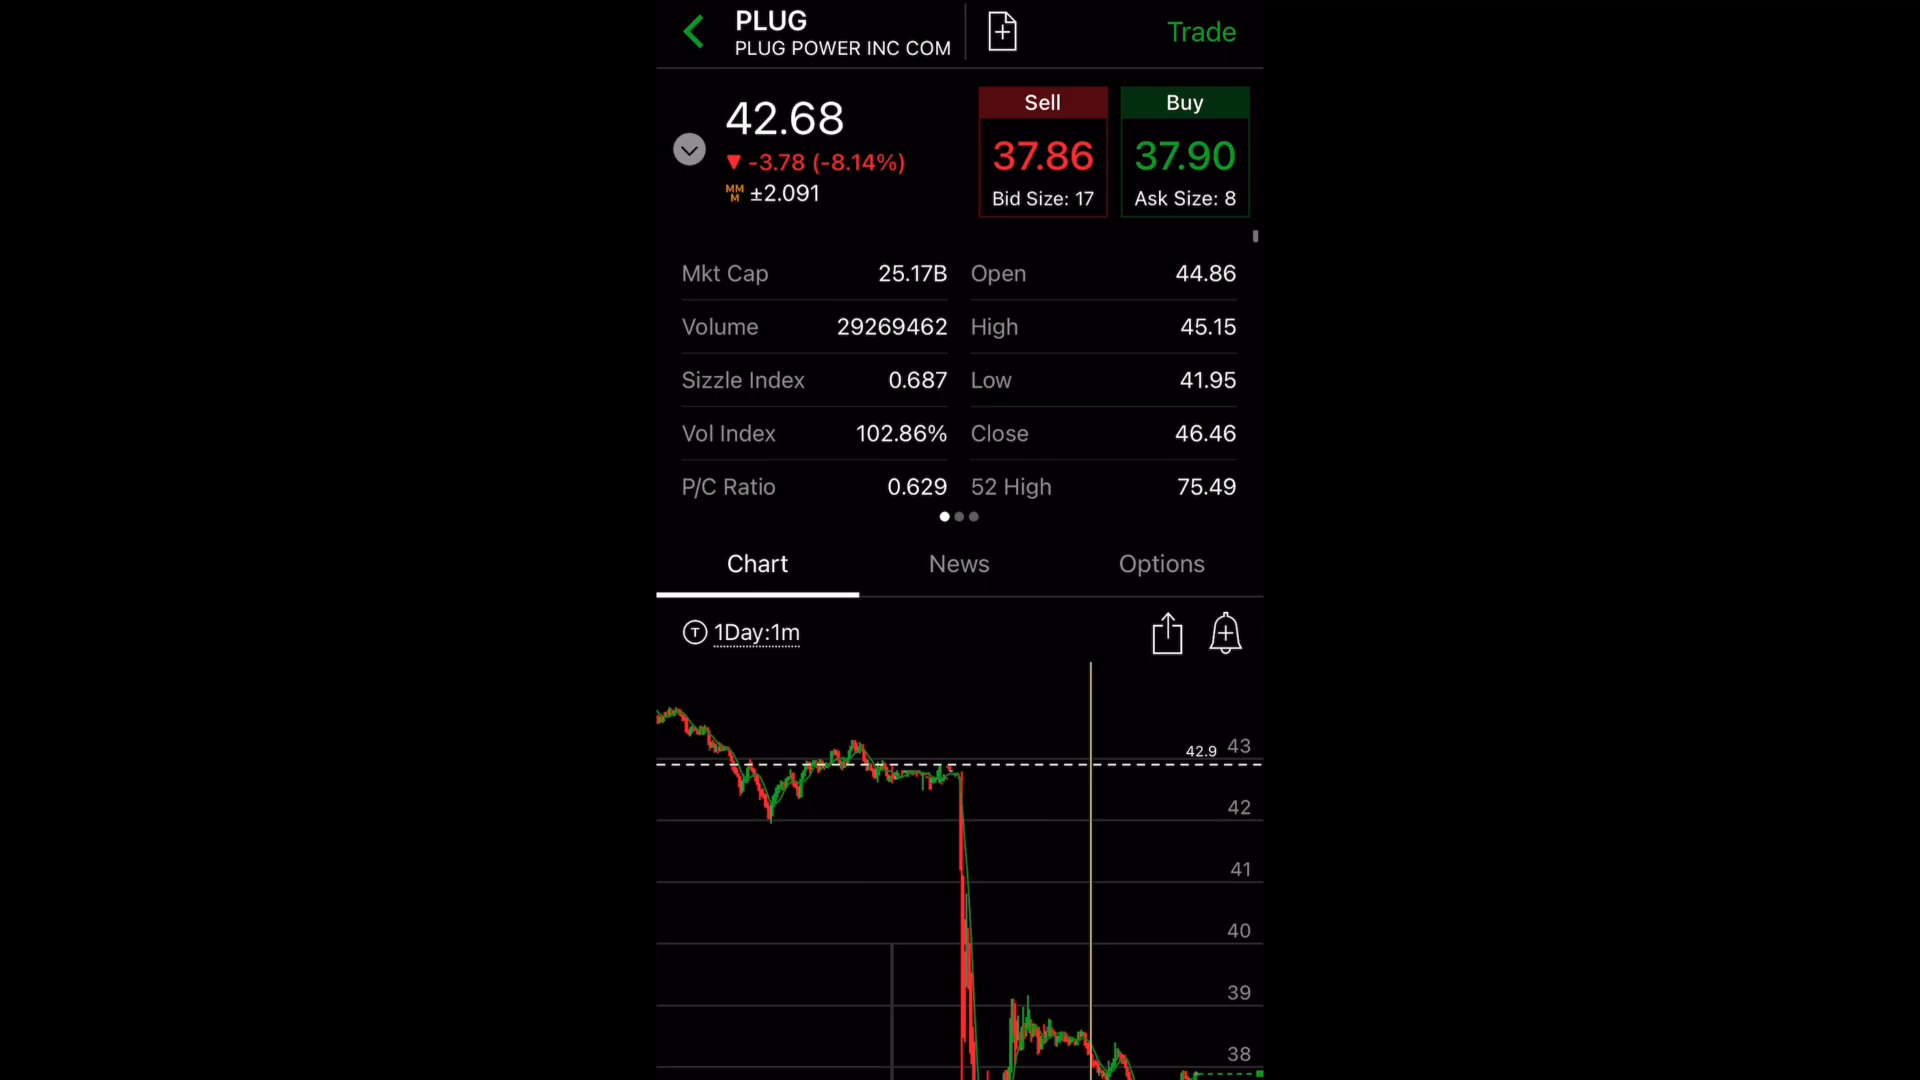 PLUG
PLUG POWER INC COM
Trade
42.68
-3.78 (-8.14%)
MM
M
±2.091
Sell
37.86
Bid Size: 17
Buy
37.90
Ask Size: 8
Mkt Cap 25.17B Open 44.86
Volume 29269462 High 45.15
Sizzle Index 0.687 Low 41.95
Vol Index 102.86% Close 46.46
P/C Ratio 0.629 52 High 75.49
Chart News Options
T 1Day:1m
42.9 43
42
41
40
39
38